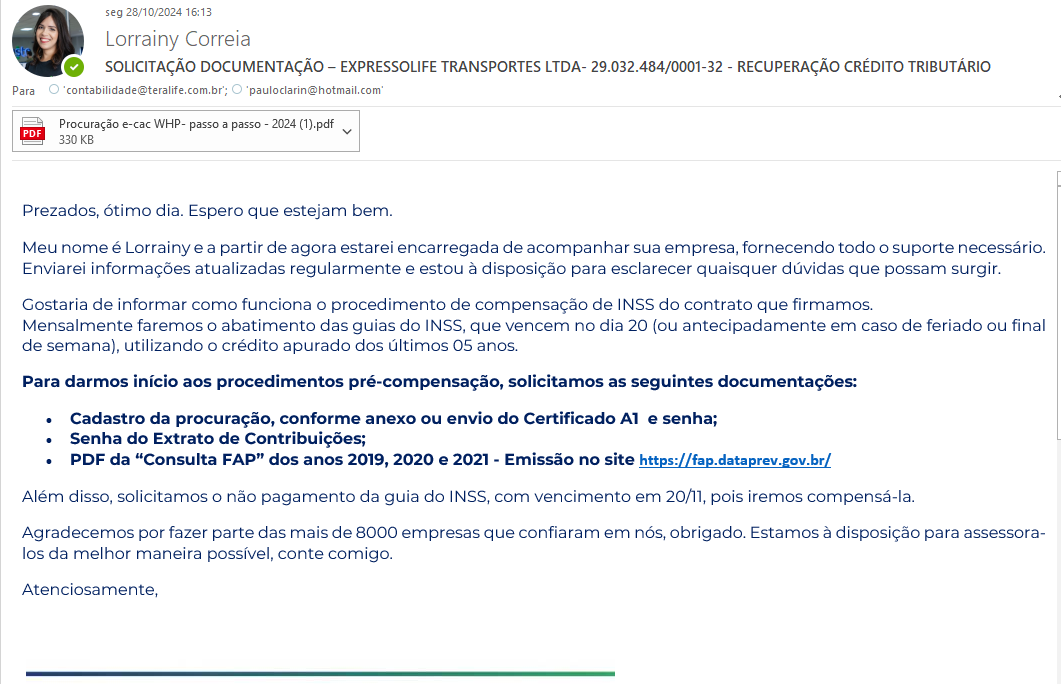 seg 28/10/2024 16:13
Lorrainy Correia
SOLICITAÇÃO DOCUMENTAÇÃO – EXPRESSOLIFE TRANSPORTES LTDA- 29.032.484/0001-32 - RECUPERAÇÃO CRÉDITO TRIBUTÁRIO
Para 'contabilidade@teralife.com.br'; 'pauloclarin@hotmail.com'
PDF
Procuração e-cac WHP- passo a passo - 2024 (1).pdf
330 KB
Prezados, ótimo dia. Espero que estejam bem.
Meu nome é Lorrainy e a partir de agora estarei encarregada de acompanhar sua empresa, fornecendo todo o suporte necessário.
Enviarei informações atualizadas regularmente e estou à disposição para esclarecer quaisquer dúvidas que possam surgir.
Gostaria de informar como funciona o procedimento de compensação de INSS do contrato que firmamos.
Mensalmente faremos o abatimento das guias do INSS, que vencem no dia 20 (ou antecipadamente em caso de feriado ou final
de semana), utilizando o crédito apurado dos últimos 05 anos.
Para darmos início aos procedimentos pré-compensação, solicitamos as seguintes documentações:
• Cadastro da procuração, conforme anexo ou envio do Certificado A1 e senha;
• Senha do Extrato de Contribuições;
• PDF da “Consulta FAP” dos anos 2019, 2020 e 2021 - Emissão no site https://fap.dataprev.gov.br/
Além disso, solicitamos o não pagamento da guia do INSS, com vencimento em 20/11, pois iremos compensá-la.
Agradecemos por fazer parte das mais de 8000 empresas que confiaram em nós, obrigado. Estamos à disposição para assessora-
los da melhor maneira possível, conte comigo.
Atenciosamente,